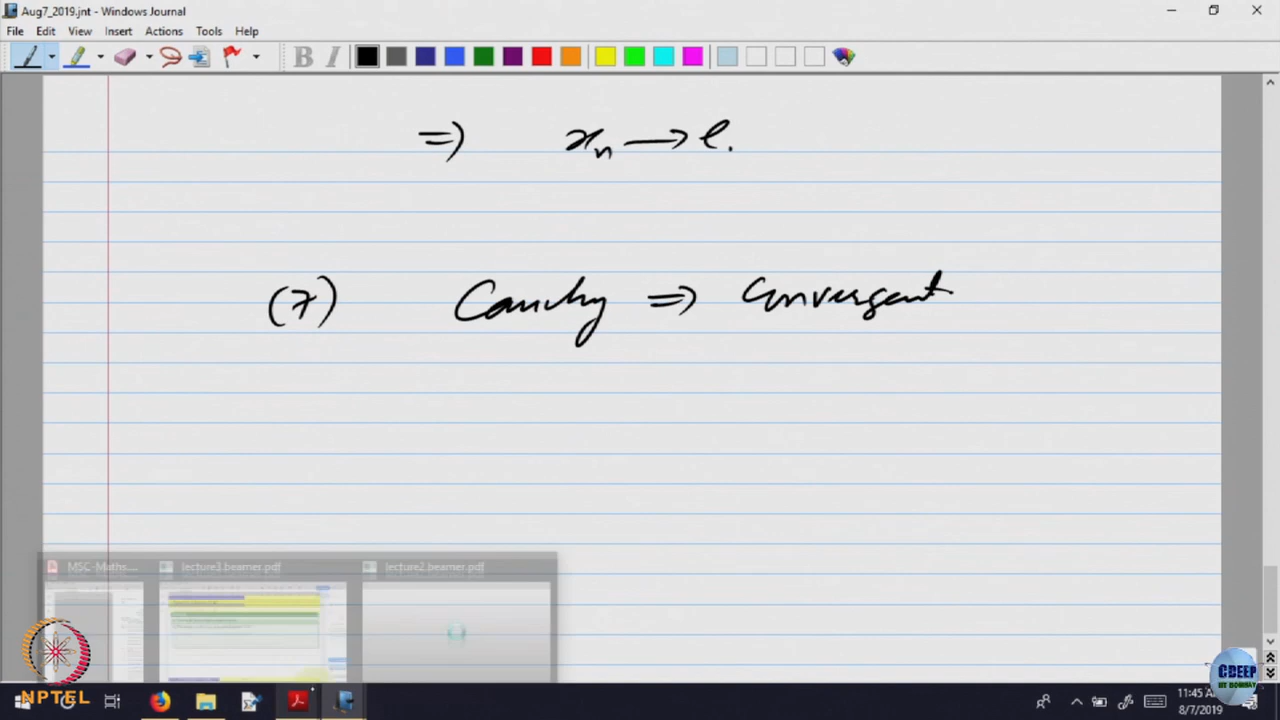 Aug7_2019.jnt - Windows Journal
File Edit View Insert Actions Tools Help
B I
=) xₙ → l.
(7) Cauchy => Convergent
MSC-Maths.... lecture3.beamer.pdf lecture2.beamer.pdf
NPTEL
CDEEP
IIT BOMBAY
11:45
8/7/2019